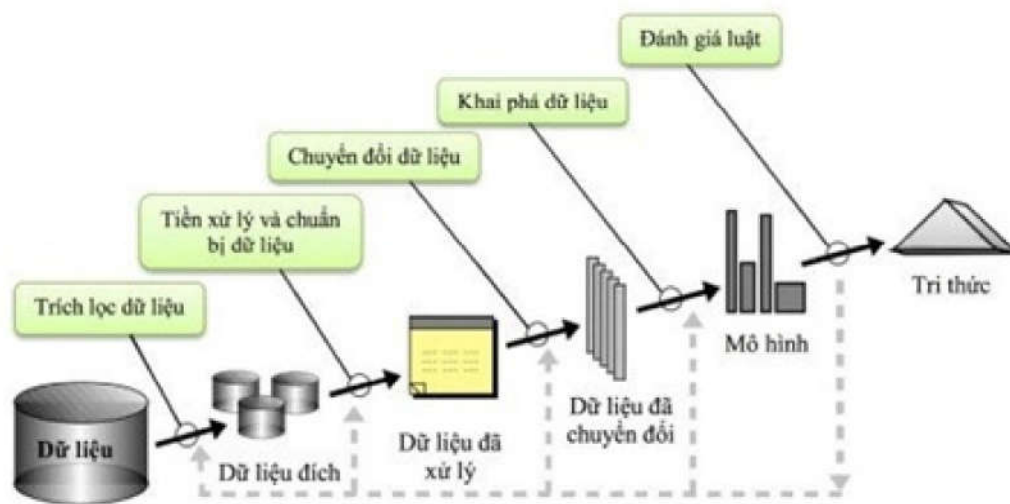 Đánh giá luật
Khai phá dữ liệu
Chuyển đổi dữ liệu
Tiền xử lý và chuẩn
bị dữ liệu
Trích lọc dữ liệu
Dữ liệu
Dữ liệu đích
Dữ liệu đã
xử lý
Dữ liệu đã
chuyển đổi
Mô hình
Tri thức